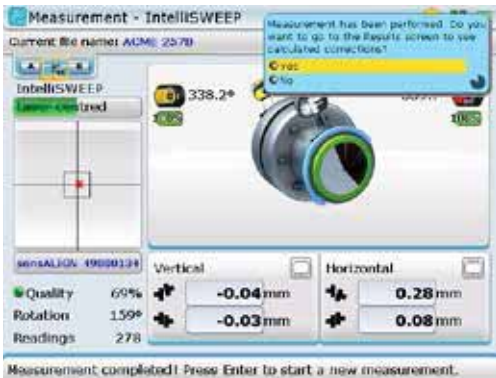 Measurement - IntelliSWEEP
Measurement has been performed. Do you
want to go to the Results screen to see
calculated corrections?
Yes
No
Current file name: ACME 2570
A
B
IntelliSWEEP
Laser centred
338.2°
sensALIGN 49000134
Quality 69%
Rotation 159°
Readings 278
Vertical
-0.04 mm
-0.03 mm
Horizontal
0.28 mm
0.08 mm
Measurement completed! Press Enter to start a new measurement.